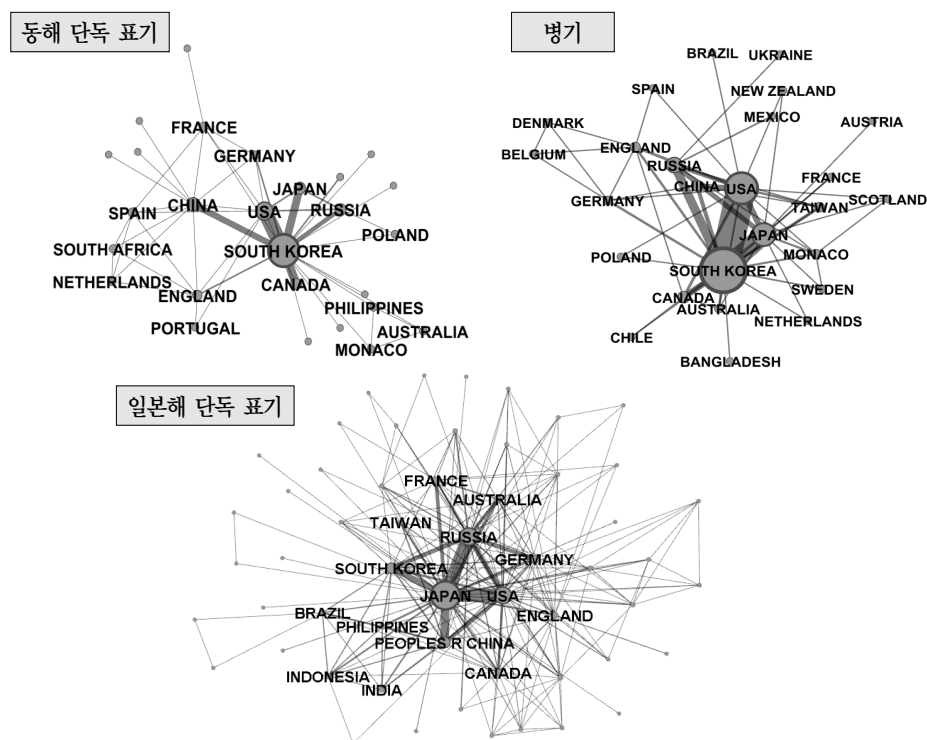 동해 단독 표기
FRANCE
GERMANY
JAPAN
CHINA
USA
RUSSIA
SPAIN
POLAND
SOUTH AFRICA
SOUTH KOREA
NETHERLANDS
CANADA
ENGLAND
PHILIPPINES
PORTUGAL
AUSTRALIA
MONACO
병기
BRAZIL
UKRAINE
SPAIN
NEW ZEALAND
MEXICO
DENMARK
AUSTRIA
ENGLAND
BELGIUM
RUSSIA
FRANCE
CHINA
USA
GERMANY
TAIWAN
SCOTLAND
JAPAN
POLAND
MONACO
SOUTH KOREA
SWEDEN
CANADA
AUSTRALIA
NETHERLANDS
CHILE
BANGLADESH
일본해 단독 표기
FRANCE
AUSTRALIA
TAIWAN
RUSSIA
GERMANY
SOUTH KOREA
JAPAN
USA
BRAZIL
ENGLAND
PHILIPPINES
PEOPLES R CHINA
INDONESIA
CANADA
INDIA